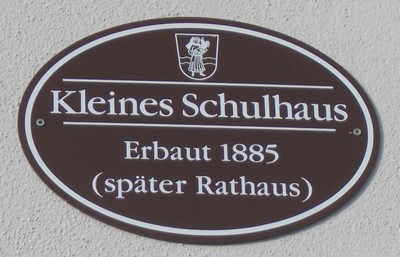 Kleines Schulhaus
Erbaut 1885
(später Rathaus)